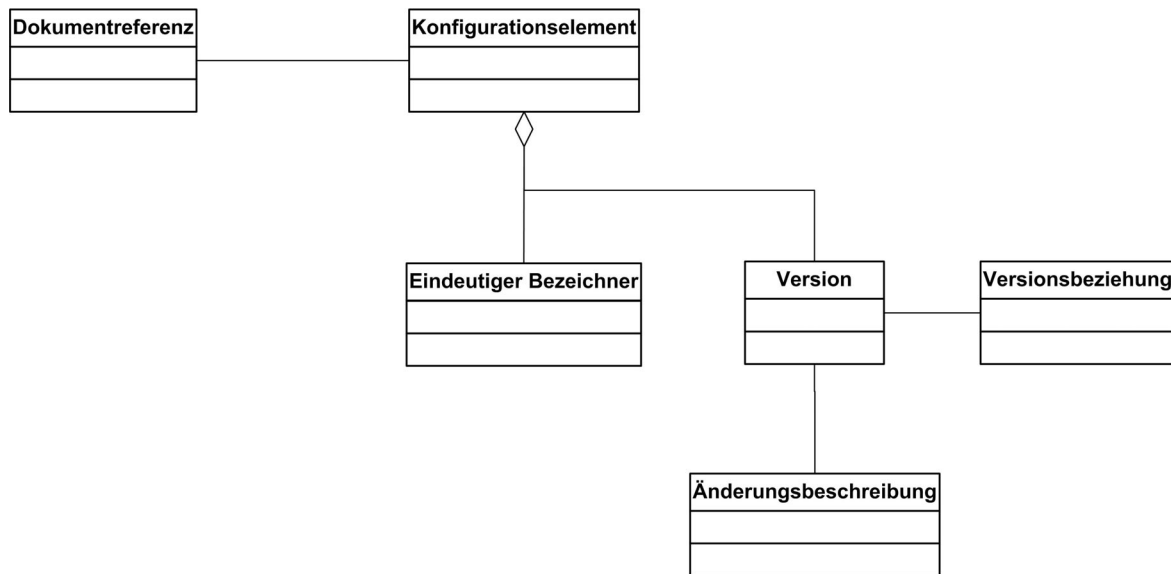 Dokumentreferenz
Konfigurationselement
Eindeutiger Bezeichner
Version
Versionsbeziehung
Änderungsbeschreibung